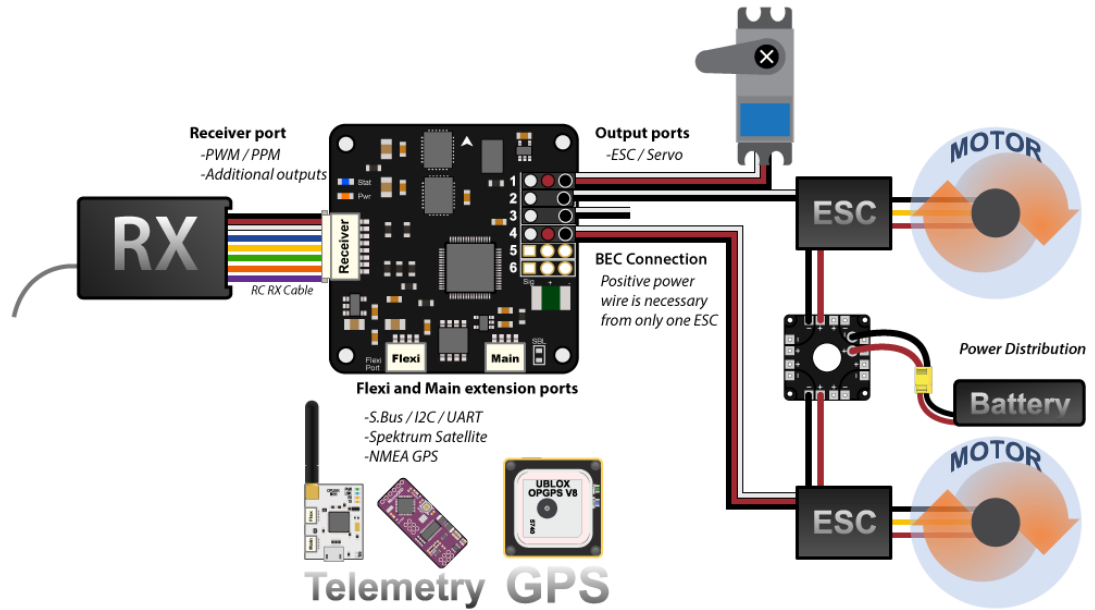 Receiver port
-PWM / PPM
-Additional outputs
RX
RC RX Cable
Receiver
Stat
Pwr
1
2
3
4
5
6
Sig + -
SBL
Flexi
Port
Flexi
Main
Output ports
-ESC / Servo
BEC Connection
Positive power
wire is necessary
from only one ESC
ESC
MOTOR
Power Distribution
Battery
ESC
MOTOR
Flexi and Main extension ports
-S.Bus / I2C / UART
-Spektrum Satellite
-NMEA GPS
Flexi
Main
UBLOX
OPGPS V8
Telemetry
GPS